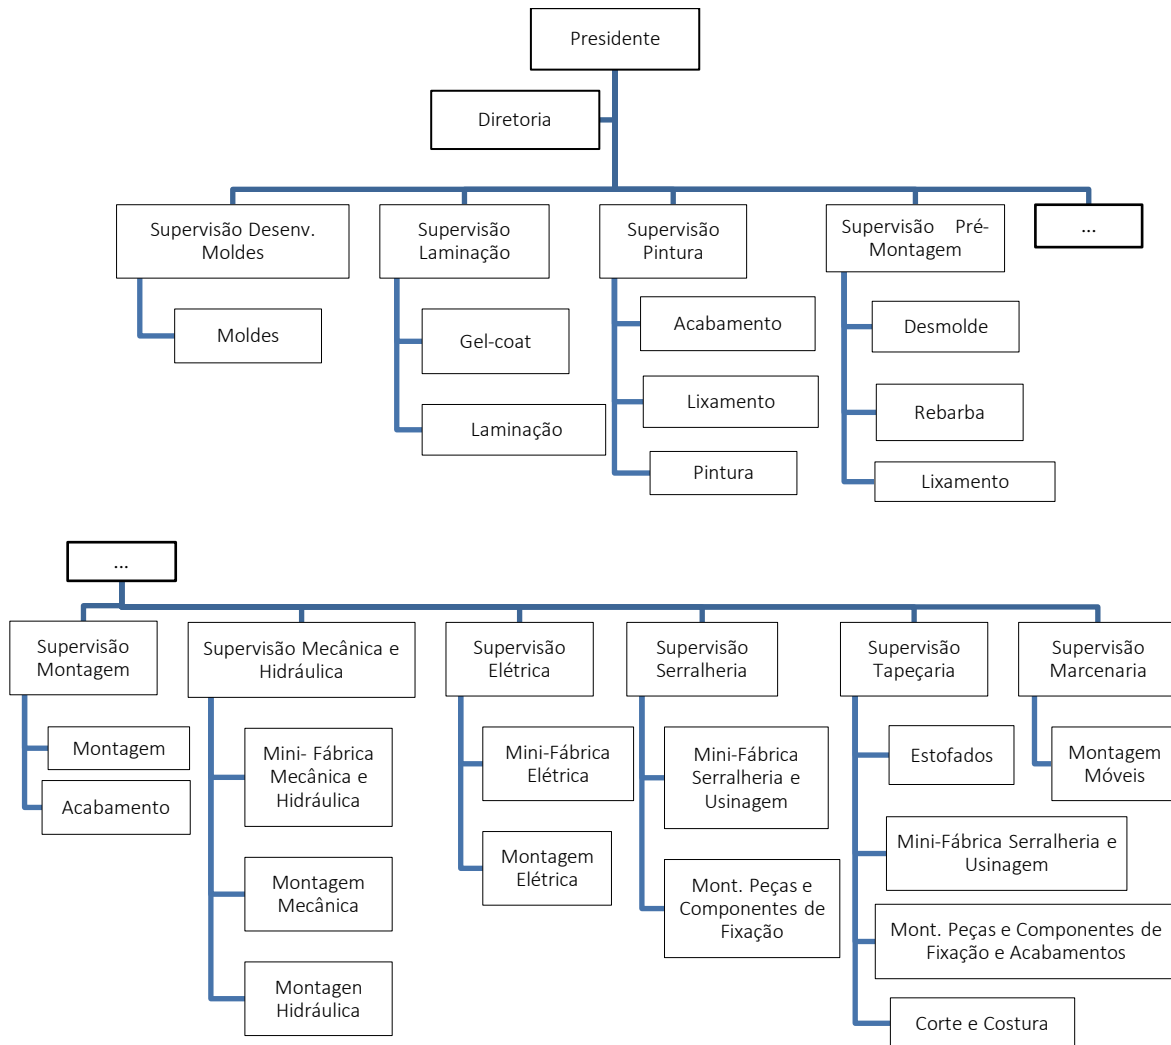 Presidente
Diretoria
Supervisão Desenv.
Moldes
Moldes
Supervisão
Laminação
Gel-coat
Laminação
Supervisão
Pintura
Acabamento
Lixamento
Pintura
Supervisão Pré-
Montagem
Desmolde
Rebarba
Lixamento
...
...
Supervisão
Montagem
Montagem
Acabamento
Supervisão Mecânica e
Hidráulica
Mini- Fábrica
Mecânica e
Hidráulica
Montagem
Mecânica
Montagen
Hidráulica
Supervisão
Elétrica
Mini-Fábrica
Elétrica
Montagem
Elétrica
Supervisão
Serralheria
Mini-Fábrica
Serralheria e
Usinagem
Mont. Peças e
Componentes de
Fixação
Supervisão
Tapeçaria
Estofados
Mini-Fábrica Serralheria e
Usinagem
Mont. Peças e Componentes de
Fixação e Acabamentos
Corte e Costura
Supervisão
Marcenaria
Montagem
Móveis